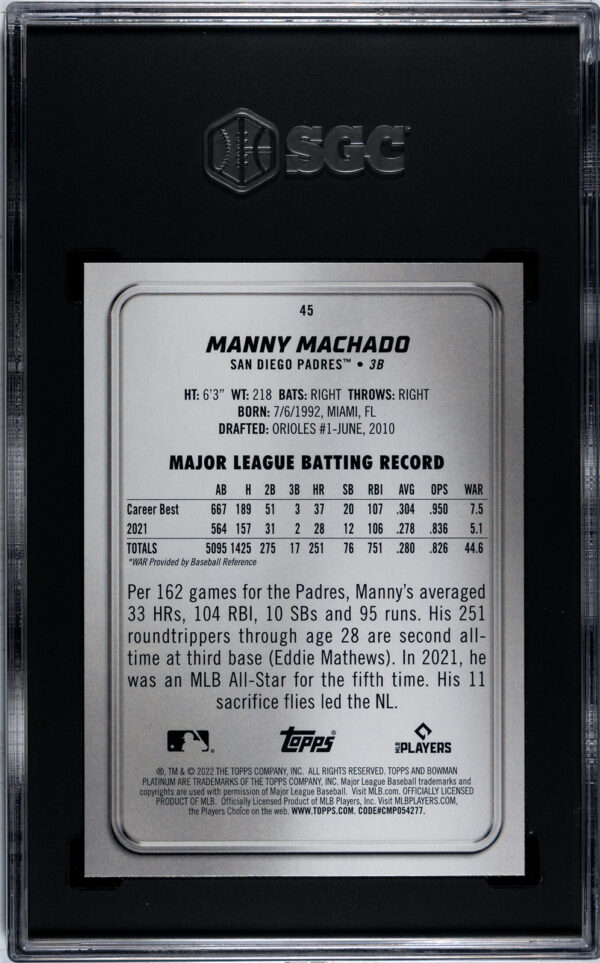 SGC
45
MANNY MACHADO
SAN DIEGO PADRES™ • 3B
HT: 6'3" WT: 218 BATS: RIGHT THROWS: RIGHT
BORN: 7/6/1992, MIAMI, FL
DRAFTED: ORIOLES #1-JUNE, 2010
MAJOR LEAGUE BATTING RECORD
AB H 2B 3B HR SB RBI AVG OPS WAR
Career Best 667 189 51 3 37 20 107 .304 .950 7.5
2021 564 157 31 2 28 12 106 .278 .836 5.1
TOTALS 5095 1425 275 17 251 76 751 .280 .826 44.6
*WAR Provided by Baseball Reference
Per 162 games for the Padres, Manny's averaged
33 HRs, 104 RBI, 10 SBs and 95 runs. His 251
roundtrippers through age 28 are second all-
time at third base (Eddie Mathews). In 2021, he
was an MLB All-Star for the fifth time. His 11
sacrifice flies led the NL.
Topps®
MLB PLAYERS
®, TM & © 2022 THE TOPPS COMPANY, INC. ALL RIGHTS RESERVED. TOPPS AND BOWMAN
PLATINUM ARE TRADEMARKS OF THE TOPPS COMPANY, INC. Major League Baseball trademarks and
copyrights are used with permission of Major League Baseball. Visit MLB.com. OFFICIALLY LICENSED
PRODUCT OF MLB. Officially Licensed Product of MLB Players, Inc. Visit MLBPLAYERS.COM,
the Players Choice on the web. WWW.TOPPS.COM. CODE#CMP054277.